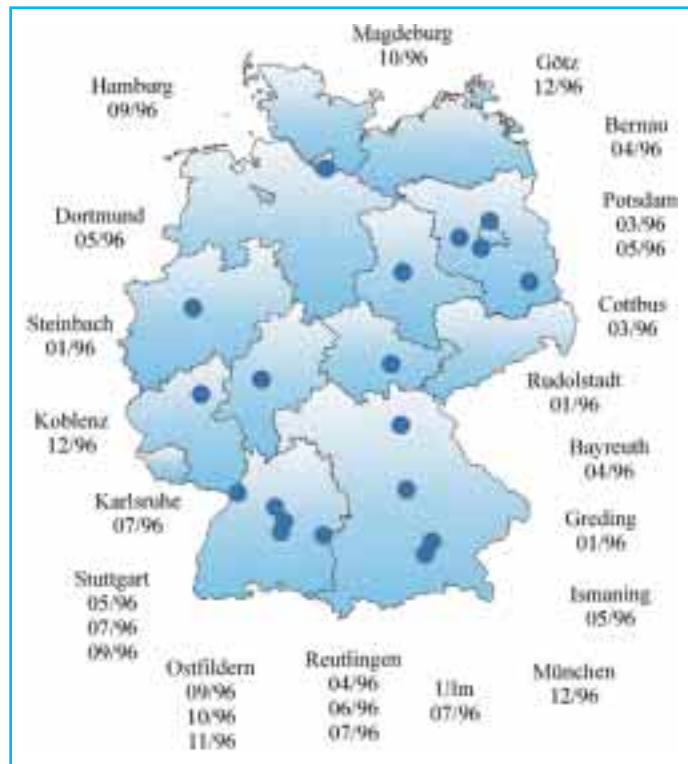 Magdeburg
10/96
Götz
12/96
Hamburg
09/96
Bernau
04/96
Dortmund
05/96
Potsdam
03/96
05/96
Steinbach
01/96
Cottbus
03/96
Rudolstadt
01/96
Koblenz
12/96
Bayreuth
04/96
Karlsruhe
07/96
Greding
01/96
Stuttgart
05/96
07/96
09/96
Ismaning
05/96
Ostfildern
09/96
10/96
11/96
Reutlingen
04/96
06/96
07/96
Ulm
07/96
München
12/96